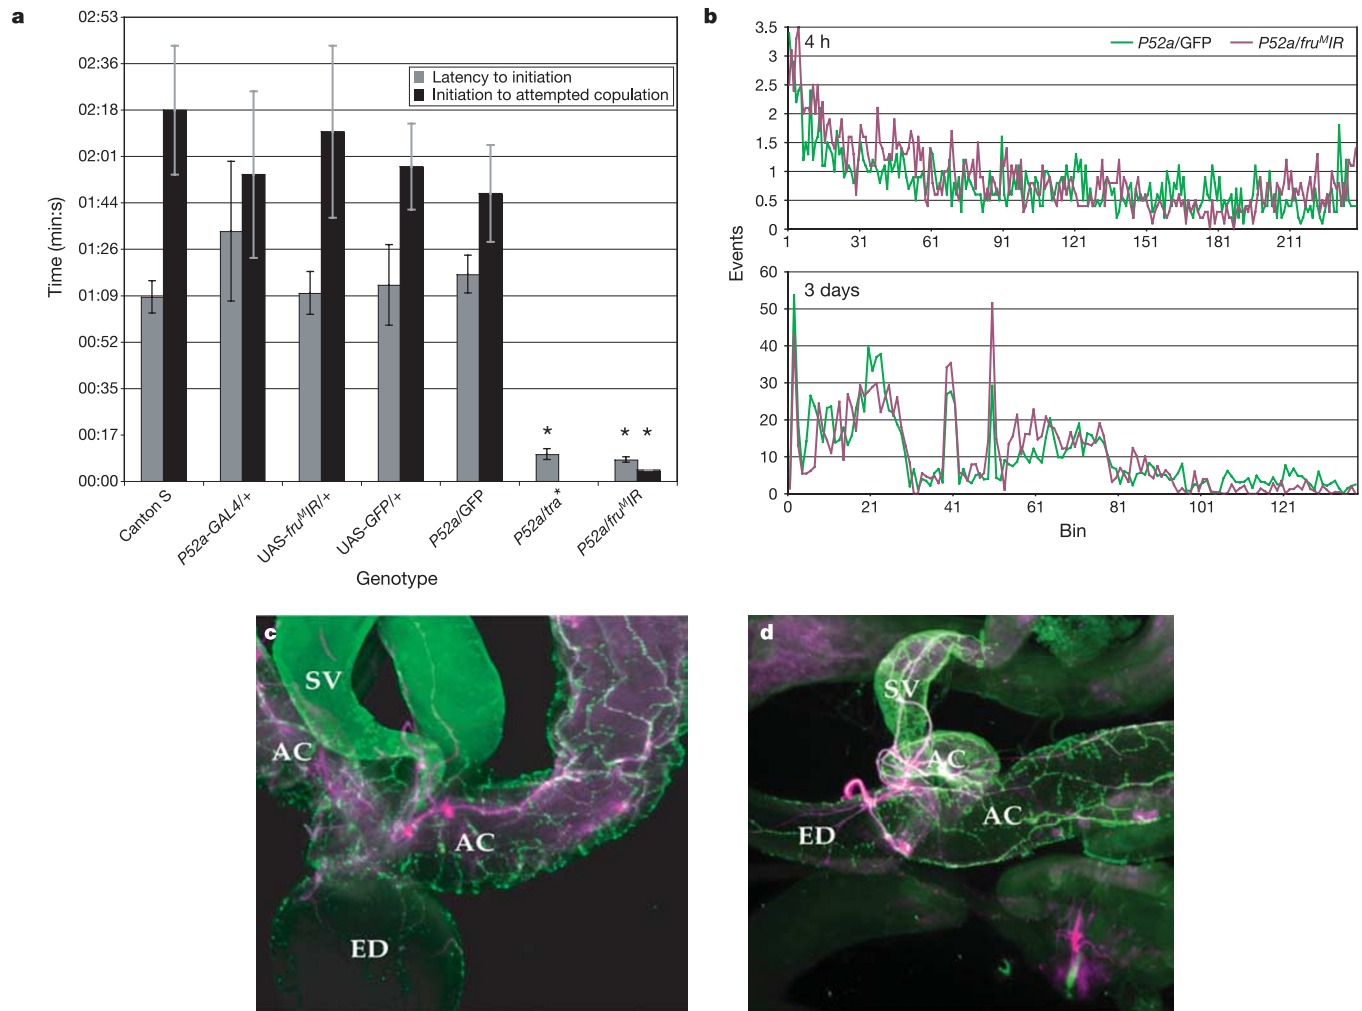 a
02:53
02:36
02:18
02:01
01:44
01:26
01:09
00:52
00:35
00:17
00:00
Time (min:s)
Latency to initiation
Initiation to attempted copulation
*
* *
Canton S
P52a-GAL4/+
UAS-fruᴹIR/+
UAS-GFP/+
P52a/GFP
P52a/tra*
P52a/fruᴹIR
Genotype
b
4 h
P52a/GFP
P52a/fruᴹIR
3.5
3
2.5
2
1.5
1
0.5
0
1 31 61 91 121 151 181 211
Events
3 days
60
50
40
30
20
10
0
0 21 41 61 81 101 121
Bin
c
SV
AC
AC
ED
d
SV
AC
AC
ED